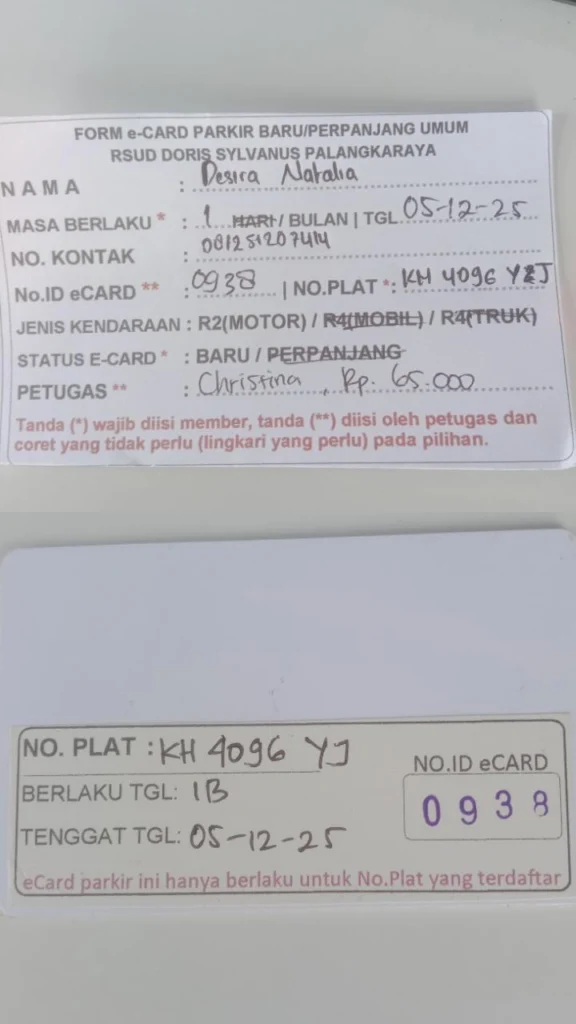 FORM e-CARD PARKIR BARU/PERPANJANG UMUM
RSUD DORIS SYLVANUS PALANGKARAYA
NAMA : Desira Natalia
MASA BERLAKU * : 1 HARI / BULAN | TGL 05-12-25
NO. KONTAK : 081251207414
No.ID eCARD ** : 0938 | NO.PLAT *: KH 4096 YJ
JENIS KENDARAAN : R2(MOTOR) / R4(MOBIL) / R4(TRUK)
STATUS E-CARD * : BARU / PERPANJANG
PETUGAS ** : Christina, Rp. 65.000
Tanda (*) wajib diisi member, tanda (**) diisi oleh petugas dan
coret yang tidak perlu (lingkari yang perlu) pada pilihan.
NO. PLAT : KH 4096 YJ
BERLAKU TGL: 1B
TENGGAT TGL: 05-12-25
NO.ID eCARD
0938
eCard parkir ini hanya berlaku untuk No.Plat yang terdaftar